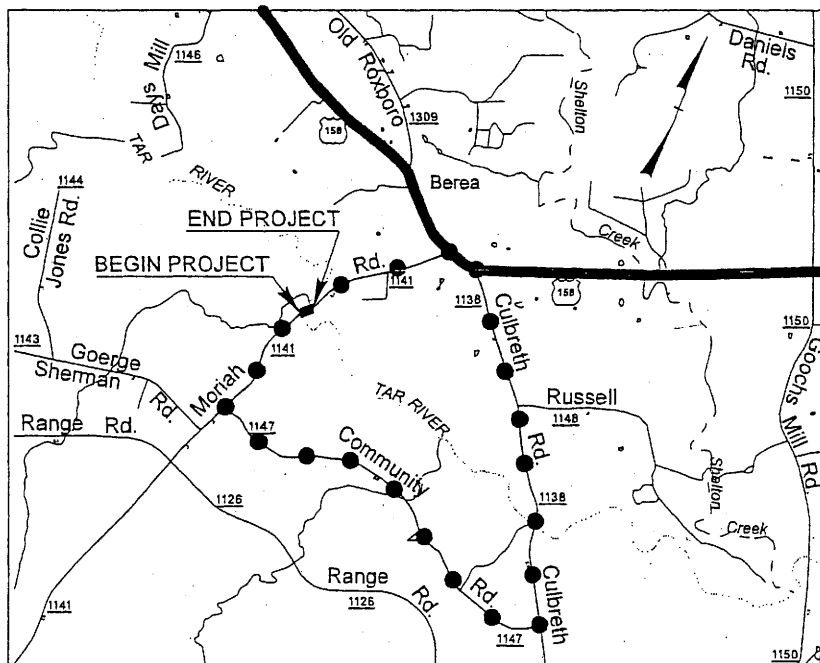 Days Mill
1146
Old Roxboro
1309
158
Daniels
Rd.
1150
Shelton
TAR
RIVER
Berea
1144
Collie
Jones Rd.
END PROJECT
BEGIN PROJECT
Rd.
1141
Creek
158
1138
Culbreth
1150
1143
Goerge
Sherman
Rd.
1141
Moriah
Goochs Mill Rd.
Range Rd.
1147
TAR RIVER
Russell
1148
Community
Rd.
Shelton
Creek
1126
1138
Range
1126
Rd.
Rd.
Culbreth
1141
1147
1150